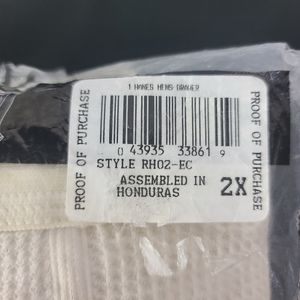 1 HANES MENS DRAWER
PROOF OF PURCHASE
0 43935 33861 9
STYLE RH02-EC
ASSEMBLED IN
HONDURAS
2X
PROOF OF PURCHASE